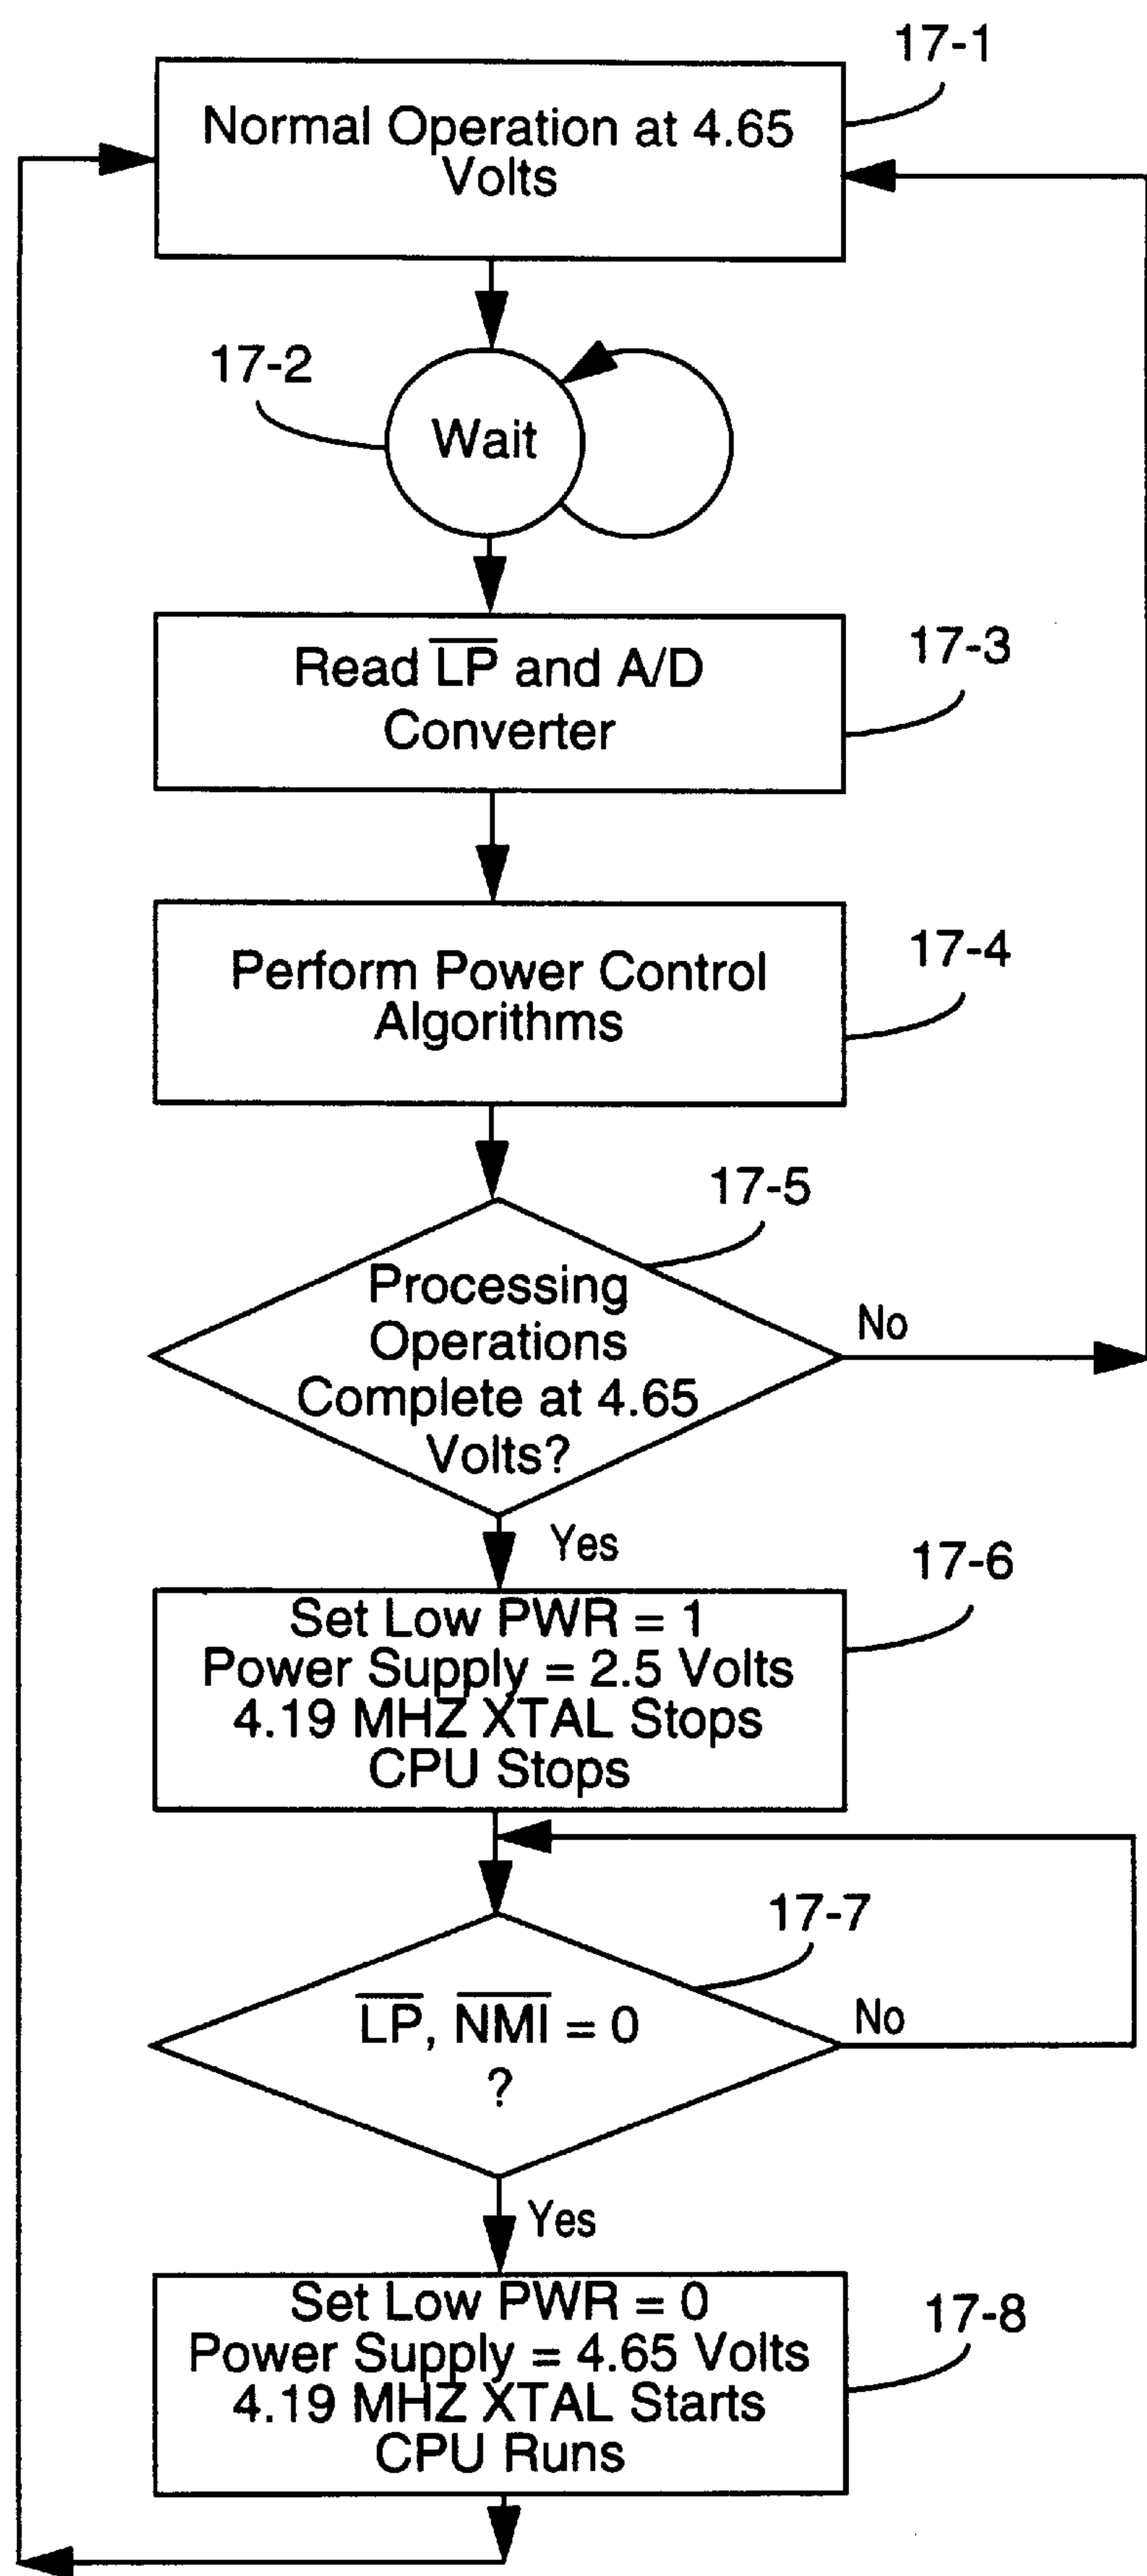 17-1
Normal Operation at 4.65
Volts
17-2
Wait
Read L̅P̅ and A/D
Converter
17-3
Perform Power Control
Algorithms
17-4
17-5
Processing
Operations
Complete at 4.65
Volts?
No
Yes
17-6
Set Low PWR = 1
Power Supply = 2.5 Volts
4.19 MHZ XTAL Stops
CPU Stops
17-7
L̅P̅, N̅M̅I̅ = 0
?
No
Yes
Set Low PWR = 0
Power Supply = 4.65 Volts
4.19 MHZ XTAL Starts
CPU Runs
17-8